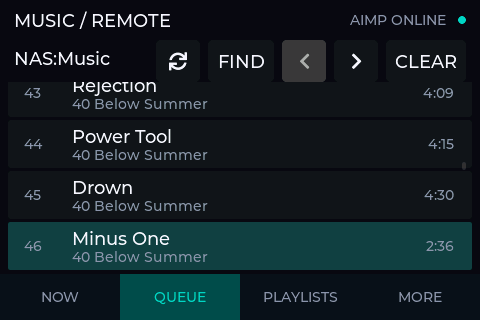 MUSIC / REMOTE
AIMP ONLINE
NAS:Music
FIND
CLEAR
43 Rejection 4:09
40 Below Summer
44 Power Tool 4:15
40 Below Summer
45 Drown 4:30
40 Below Summer
46 Minus One 2:36
40 Below Summer
NOW QUEUE PLAYLISTS MORE